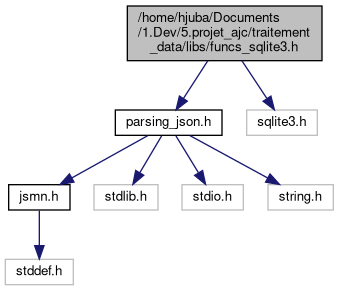 /home/hjuba/Documents
/1.Dev/5.projet_ajc/traitement
_data/libs/funcs_sqlite3.h
parsing_json.h
sqlite3.h
jsmn.h
stdlib.h
stdio.h
string.h
stddef.h